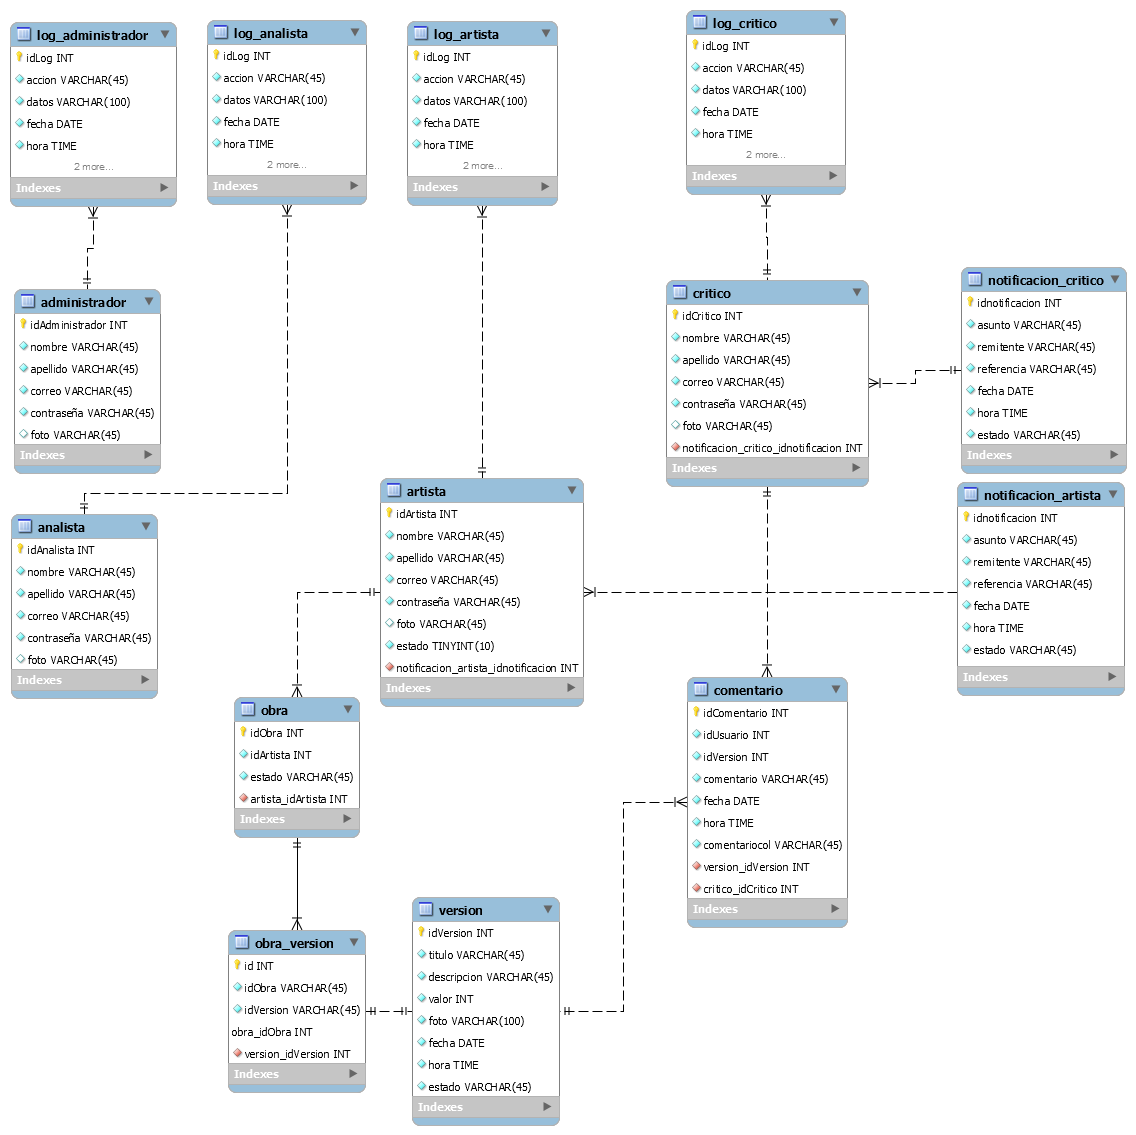 log_administrador
idLog INT
accion VARCHAR(45)
datos VARCHAR(100)
fecha DATE
hora TIME
2 more...
Indexes
log_analista
idLog INT
accion VARCHAR(45)
datos VARCHAR(100)
fecha DATE
hora TIME
2 more...
Indexes
log_artista
idLog INT
accion VARCHAR(45)
datos VARCHAR(100)
fecha DATE
hora TIME
2 more...
Indexes
log_critico
idLog INT
accion VARCHAR(45)
datos VARCHAR(100)
fecha DATE
hora TIME
2 more...
Indexes
administrador
idAdministrador INT
nombre VARCHAR(45)
apellido VARCHAR(45)
correo VARCHAR(45)
contraseña VARCHAR(45)
foto VARCHAR(45)
Indexes
critico
idCritico INT
nombre VARCHAR(45)
apellido VARCHAR(45)
correo VARCHAR(45)
contraseña VARCHAR(45)
foto VARCHAR(45)
notificacion_critico_idnotificacion INT
Indexes
notificacion_critico
idnotificacion INT
asunto VARCHAR(45)
remitente VARCHAR(45)
referencia VARCHAR(45)
fecha DATE
hora TIME
estado VARCHAR(45)
Indexes
analista
idAnalista INT
nombre VARCHAR(45)
apellido VARCHAR(45)
correo VARCHAR(45)
contraseña VARCHAR(45)
foto VARCHAR(45)
Indexes
artista
idArtista INT
nombre VARCHAR(45)
apellido VARCHAR(45)
correo VARCHAR(45)
contraseña VARCHAR(45)
foto VARCHAR(45)
estado TINYINT(10)
notificacion_artista_idnotificacion INT
Indexes
notificacion_artista
idnotificacion INT
asunto VARCHAR(45)
remitente VARCHAR(45)
referencia VARCHAR(45)
fecha DATE
hora TIME
estado VARCHAR(45)
Indexes
obra
idObra INT
idArtista INT
estado VARCHAR(45)
artista_idArtista INT
Indexes
comentario
idComentario INT
idUsuario INT
idVersion INT
comentario VARCHAR(45)
fecha DATE
hora TIME
comentariocol VARCHAR(45)
version_idVersion INT
critico_idCritico INT
Indexes
obra_version
id INT
idObra VARCHAR(45)
idVersion VARCHAR(45)
obra_idObra INT
version_idVersion INT
Indexes
version
idVersion INT
titulo VARCHAR(45)
descripcion VARCHAR(45)
valor INT
foto VARCHAR(100)
fecha DATE
hora TIME
estado VARCHAR(45)
Indexes